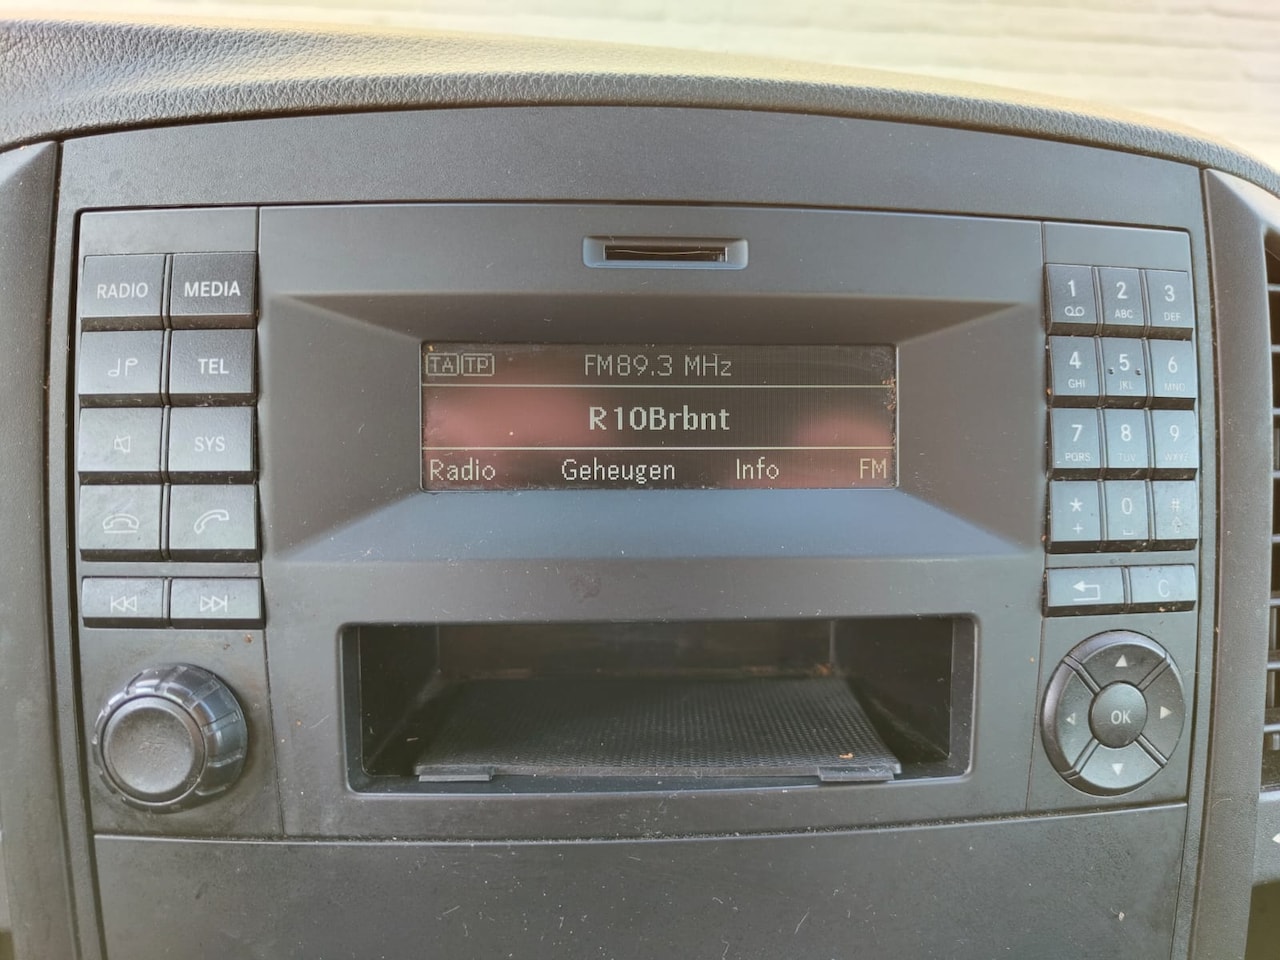 RADIO MEDIA
TEL
SYS
TA TP FM89.3 MHz
R10Brbnt
Radio Geheugen Info FM
1 2 3
ABC DEF
4 5 6
GHI JKL MNO
7 8 9
PQRS TUV WXYZ
* 0 #
+
C
OK